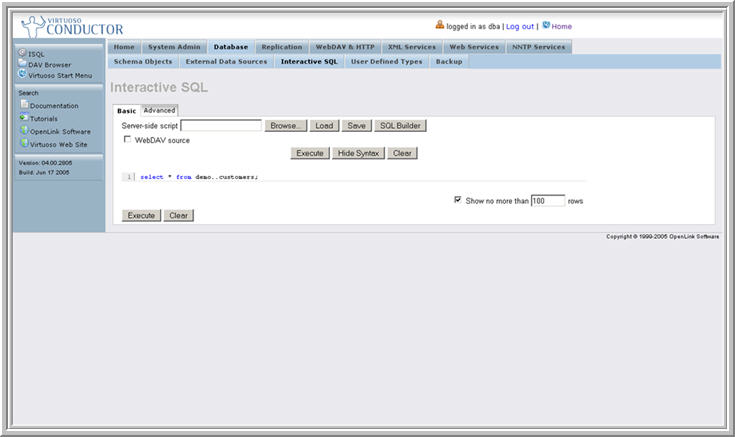 VIRTUOSO
CONDUCTOR
logged in as dba | Log out | Home
ISQL
DAV Browser
Virtuoso Start Menu
Search
Documentation
Tutorials
OpenLink Software
Virtuoso Web Site
Version: 04.00.2805
Build: Jun 17 2005
Home System Admin Database Replication WebDAV & HTTP XML Services Web Services NNTP Services
Schema Objects External Data Sources Interactive SQL User Defined Types Backup
Interactive SQL
Basic Advanced
Server-side script Browse... Load Save SQL Builder
WebDAV source
Execute Hide Syntax Clear
1 select * from demo..customers;
Show no more than 100 rows
Execute Clear
Copyright © 1999-2005 OpenLink Software